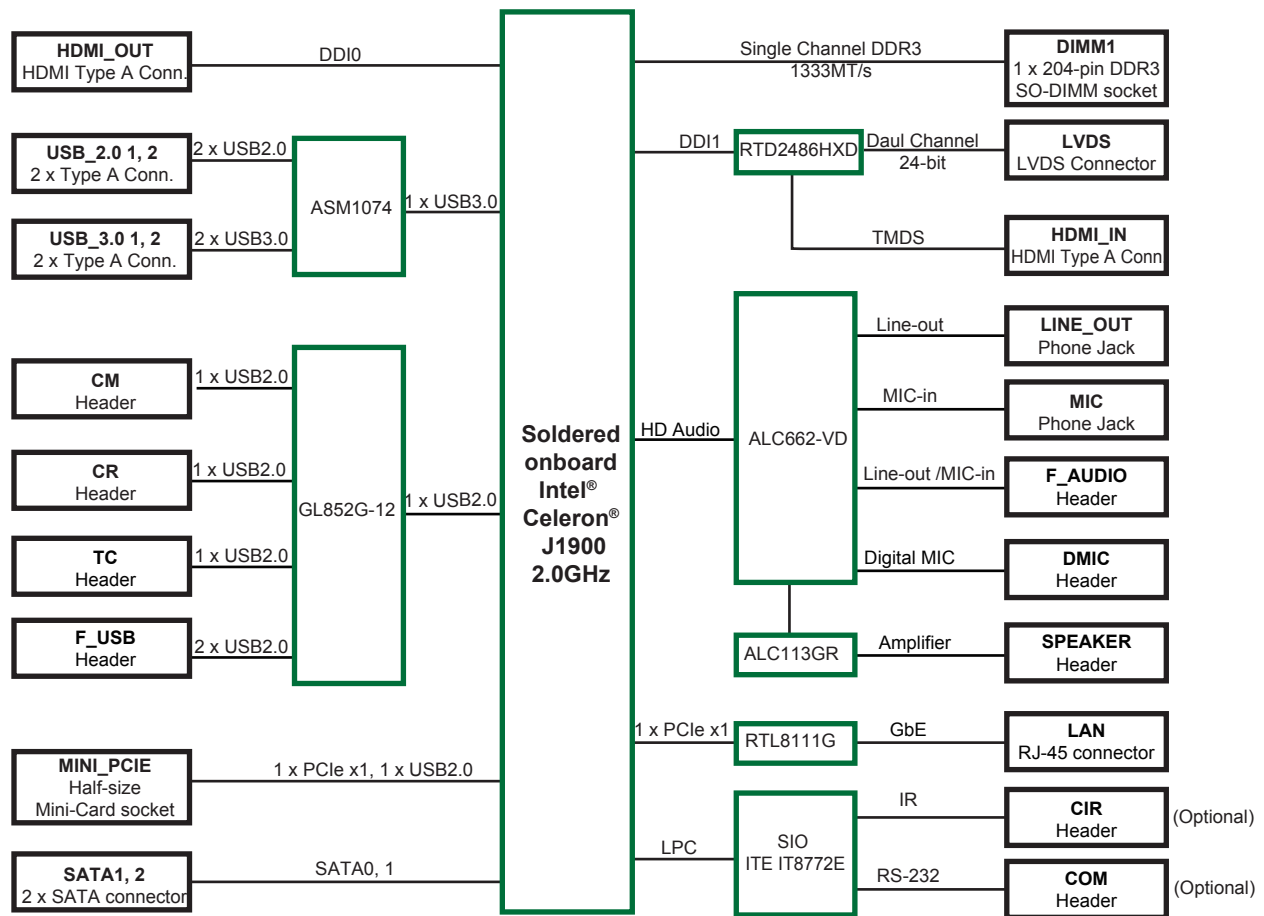 HDMI_OUT
HDMI Type A Conn.
DDI0
USB_2.0 1, 2
2 x Type A Conn.
2 x USB2.0
USB_3.0 1, 2
2 x Type A Conn.
2 x USB3.0
ASM1074
1 x USB3.0
CM
Header
1 x USB2.0
CR
Header
1 x USB2.0
TC
Header
1 x USB2.0
F_USB
Header
2 x USB2.0
GL852G-12
1 x USB2.0
MINI_PCIE
Half-size
Mini-Card socket
1 x PCIe x1, 1 x USB2.0
SATA1, 2
2 x SATA connector
SATA0, 1
Soldered
onboard
Intel®
Celeron®
J1900
2.0GHz
Single Channel DDR3
1333MT/s
DIMM1
1 x 204-pin DDR3
SO-DIMM socket
DDI1
RTD2486HXD
Daul Channel
24-bit
LVDS
LVDS Connector
TMDS
HDMI_IN
HDMI Type A Conn.
HD Audio
ALC662-VD
Line-out
LINE_OUT
Phone Jack
MIC-in
MIC
Phone Jack
Line-out /MIC-in
F_AUDIO
Header
Digital MIC
DMIC
Header
ALC113GR
Amplifier
SPEAKER
Header
1 x PCIe x1
RTL8111G
GbE
LAN
RJ-45 connector
LPC
SIO
ITE IT8772E
IR
CIR
Header
(Optional)
RS-232
COM
Header
(Optional)